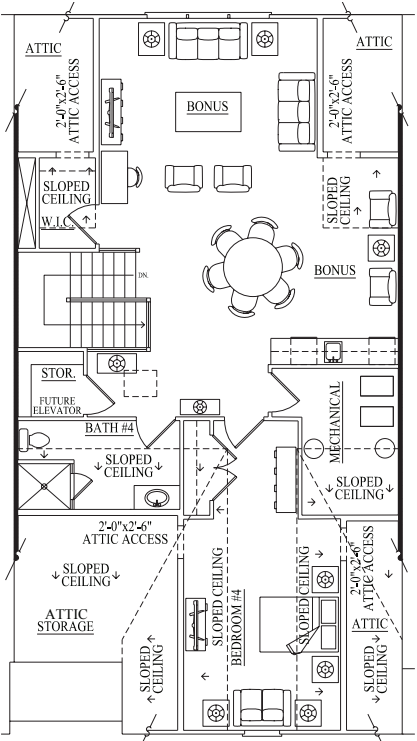 ATTIC
2'-0"x2'-6"
ATTIC ACCESS
ATTIC
2'-0"x2'-6"
ATTIC ACCESS
BONUS
SLOPED
CEILING
W.I.C.
SLOPED
CEILING
BONUS
DN.
STOR.
FUTURE
ELEVATOR
BATH #4
SLOPED
CEILING
MECHANICAL
SLOPED
CEILING
2'-0"x2'-6"
ATTIC ACCESS
SLOPED
CEILING
ATTIC
STORAGE
SLOPED
CEILING
SLOPED CEILING
BEDROOM #4
SLOPED CEILING
2'-0"x2'-6"
ATTIC ACCESS
ATTIC
SLOPED
CEILING